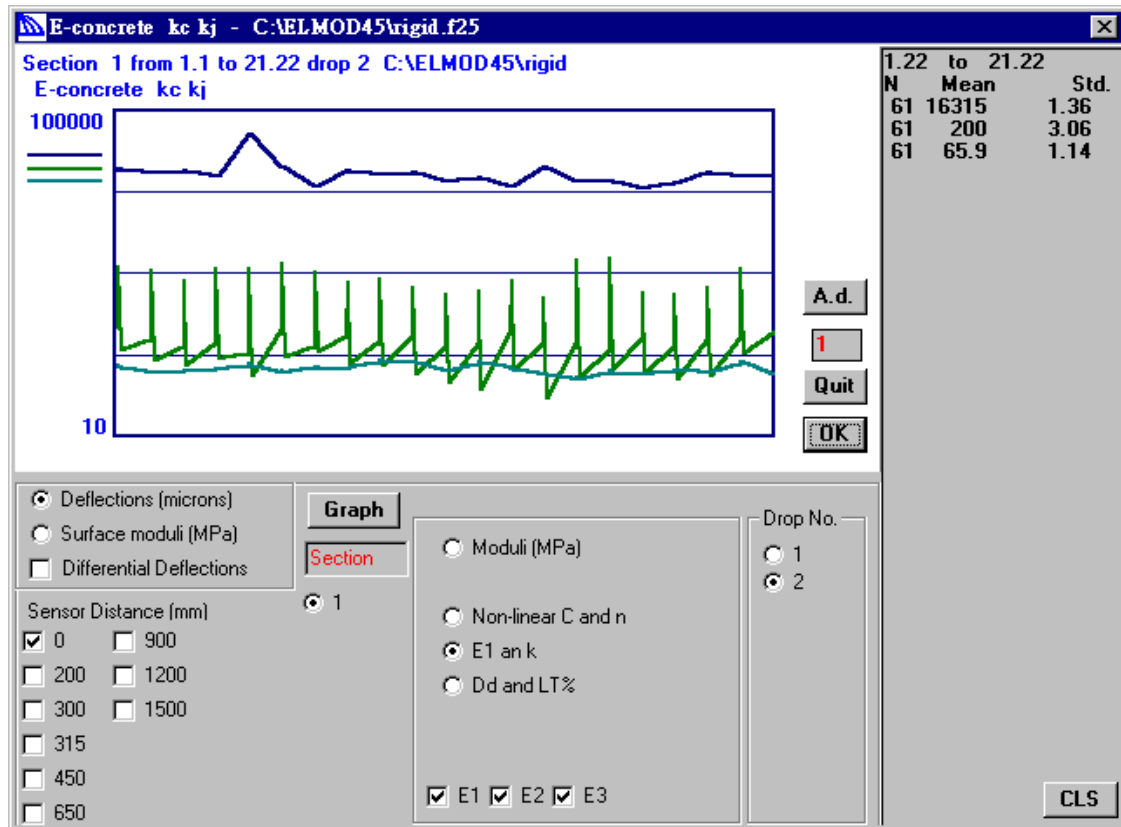 E-concrete kc kj - C:\ELMOD45\rigid.f25
Section 1 from 1.1 to 21.22 drop 2 C:\ELMOD45\rigid
E-concrete kc kj
100000
10
1.22 to 21.22
N Mean Std.
61 16315 1.36
61 200 3.06
61 65.9 1.14
A.d.
1
Quit
OK
Deflections (microns)
Surface moduli (MPa)
Differential Deflections
Sensor Distance (mm)
0 900
200 1200
300 1500
315
450
650
Graph
Section
1
Moduli (MPa)
Non-linear C and n
E1 an k
Dd and LT%
E1 E2 E3
Drop No.
1
2
CLS